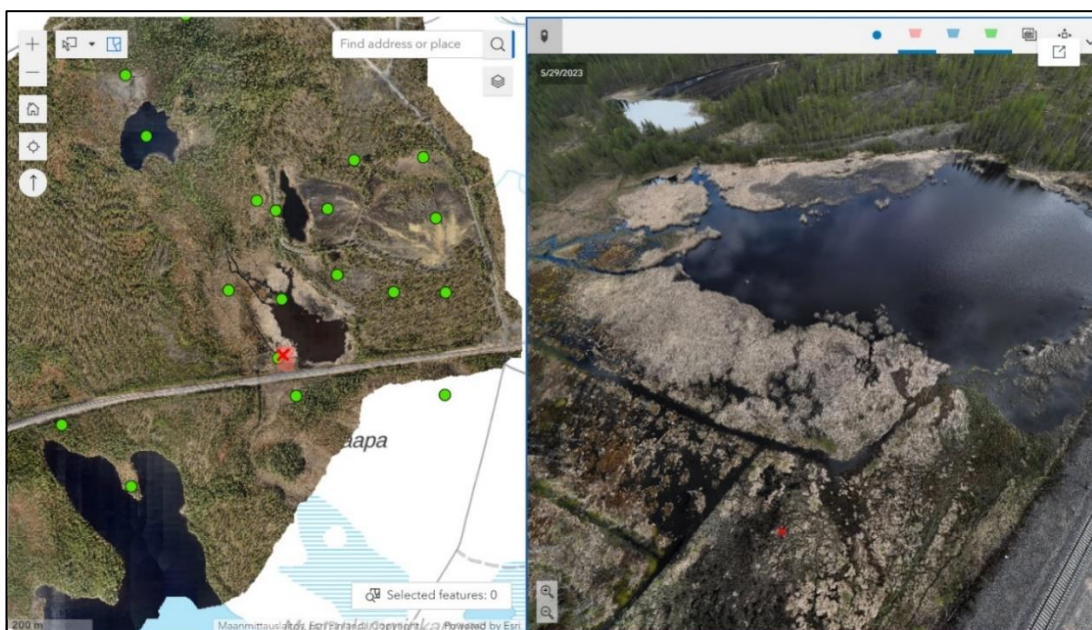 Find address or place
5/29/2023
aapa
Selected features: 0
200 m
Maanmittauslaitos, Esri Finland, Copyright
Powered by Esri